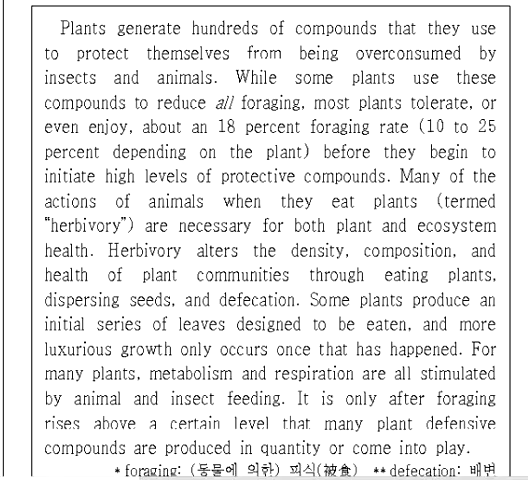 Plants generate hundreds of compounds that they use
to protect themselves from being overconsumed by
insects and animals. While some plants use these
compounds to reduce all foraging, most plants tolerate, or
even enjoy, about an 18 percent foraging rate (10 to 25
percent depending on the plant) before they begin to
initiate high levels of protective compounds. Many of the
actions of animals when they eat plants (termed
"herbivory") are necessary for both plant and ecosystem
health. Herbivory alters the density, composition, and
health of plant communities through eating plants,
dispersing seeds, and defecation. Some plants produce an
initial series of leaves designed to be eaten, and more
luxurious growth only occurs once that has happened. For
many plants, metabolism and respiration are all stimulated
by animal and insect feeding. It is only after foraging
rises above a certain level that many plant defensive
compounds are produced in quantity or come into play.
* foraging: (동물에 의한) 피식(被食) ** defecation: 배변